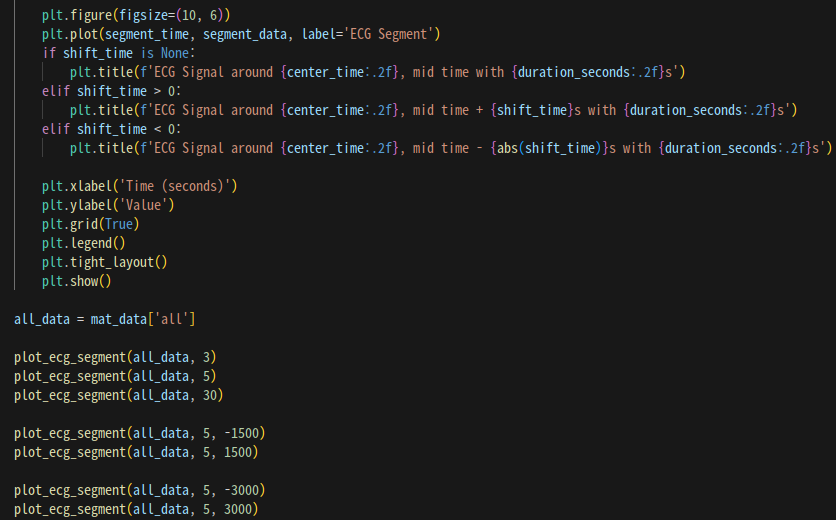 plt.figure(figsize=(10, 6))
plt.plot(segment_time, segment_data, label='ECG Segment')
if shift_time is None:
plt.title(f'ECG Signal around {center_time:.2f}, mid time with {duration_seconds:.2f}s')
elif shift_time > 0:
plt.title(f'ECG Signal around {center_time:.2f}, mid time + {shift_time}s with {duration_seconds:.2f}s')
elif shift_time < 0:
plt.title(f'ECG Signal around {center_time:.2f}, mid time - {abs(shift_time)}s with {duration_seconds:.2f}s')
plt.xlabel('Time (seconds)')
plt.ylabel('Value')
plt.grid(True)
plt.legend()
plt.tight_layout()
plt.show()
all_data = mat_data['all']
plot_ecg_segment(all_data, 3)
plot_ecg_segment(all_data, 5)
plot_ecg_segment(all_data, 30)
plot_ecg_segment(all_data, 5, -1500)
plot_ecg_segment(all_data, 5, 1500)
plot_ecg_segment(all_data, 5, -3000)
plot_ecg_segment(all_data, 5, 3000)